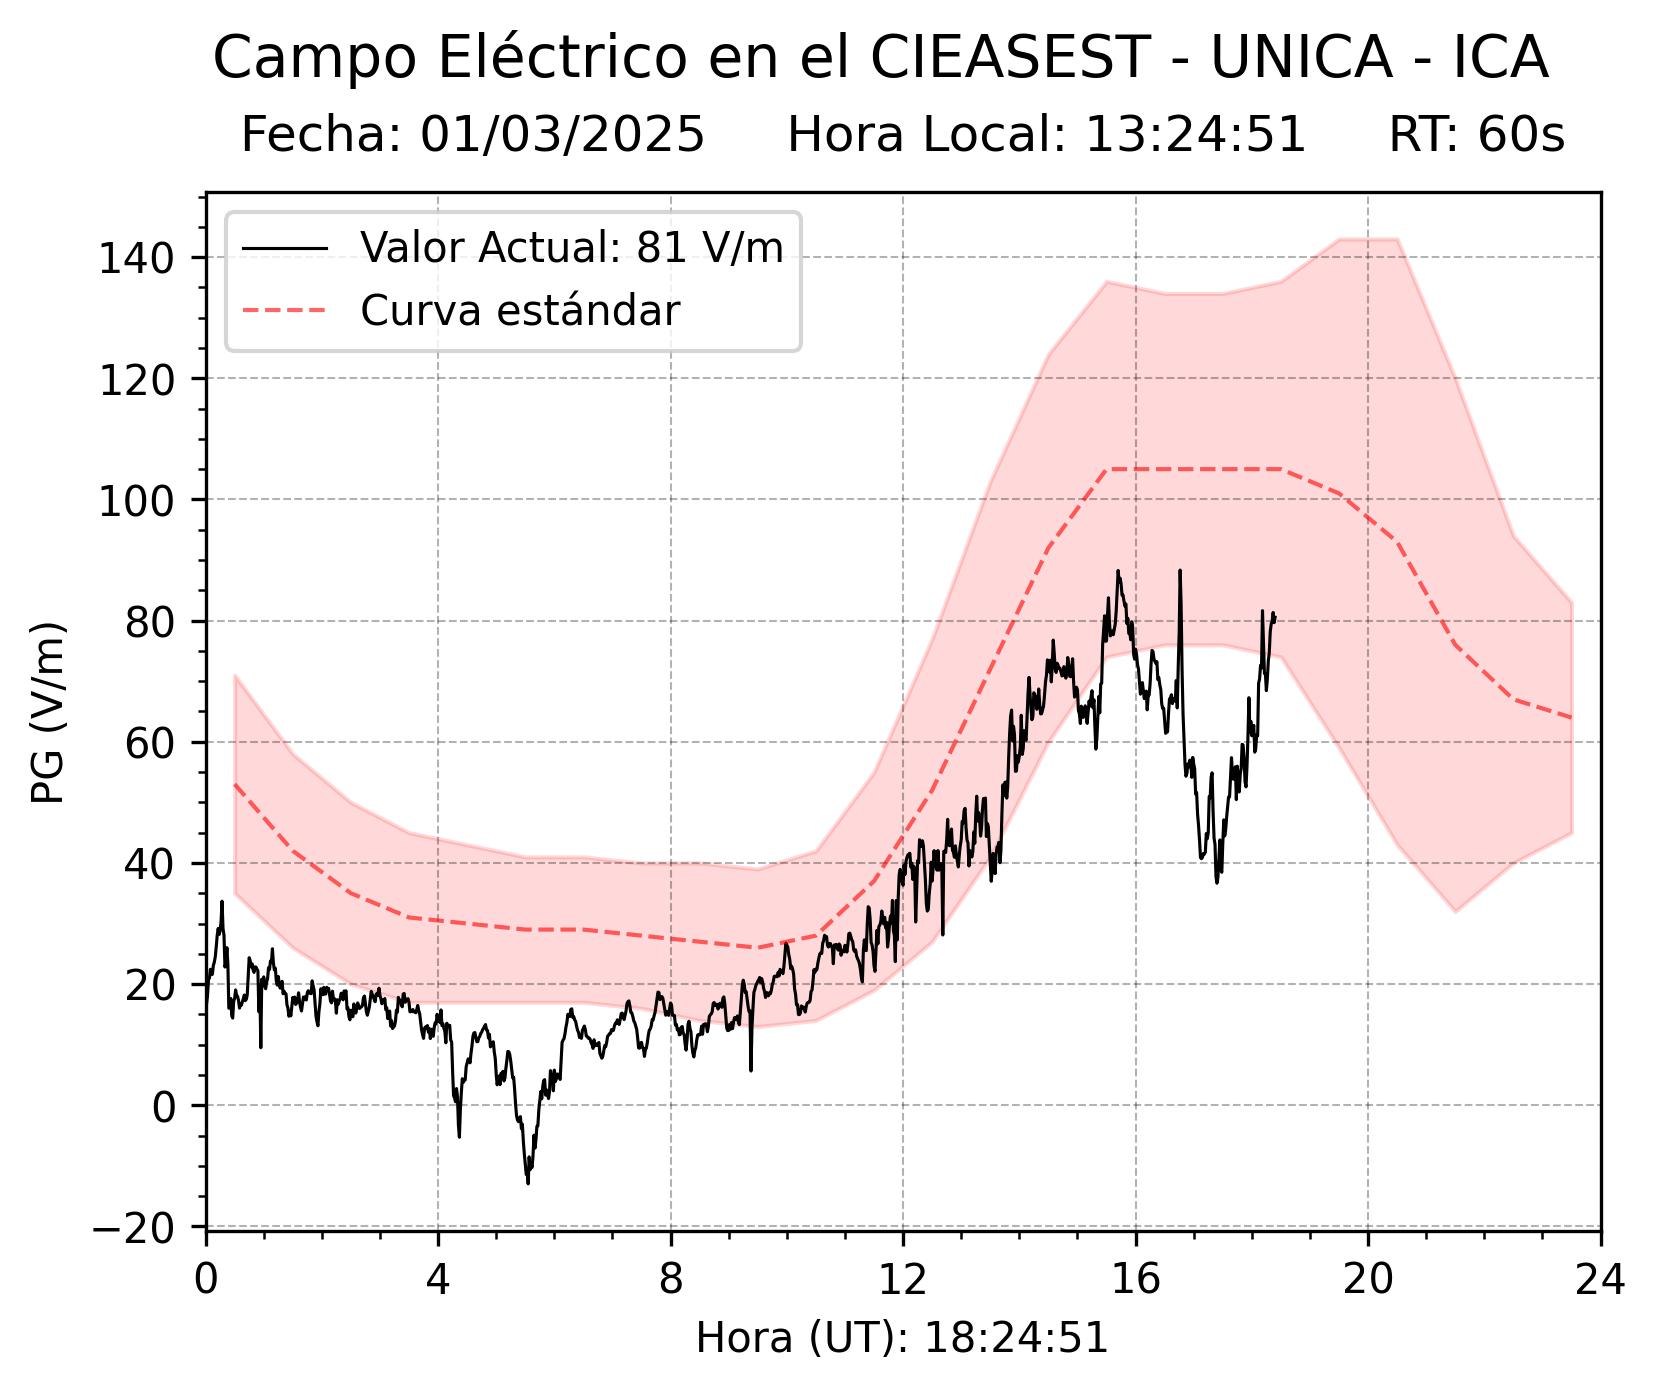 Campo Eléctrico en el CIEASEST - UNICA - ICA
Fecha: 01/03/2025 Hora Local: 13:24:51 RT: 60s
Valor Actual: 81 V/m
Curva estándar
140
120
100
80
60
40
20
0
−20
PG (V/m)
0 4 8 12 16 20 24
Hora (UT): 18:24:51